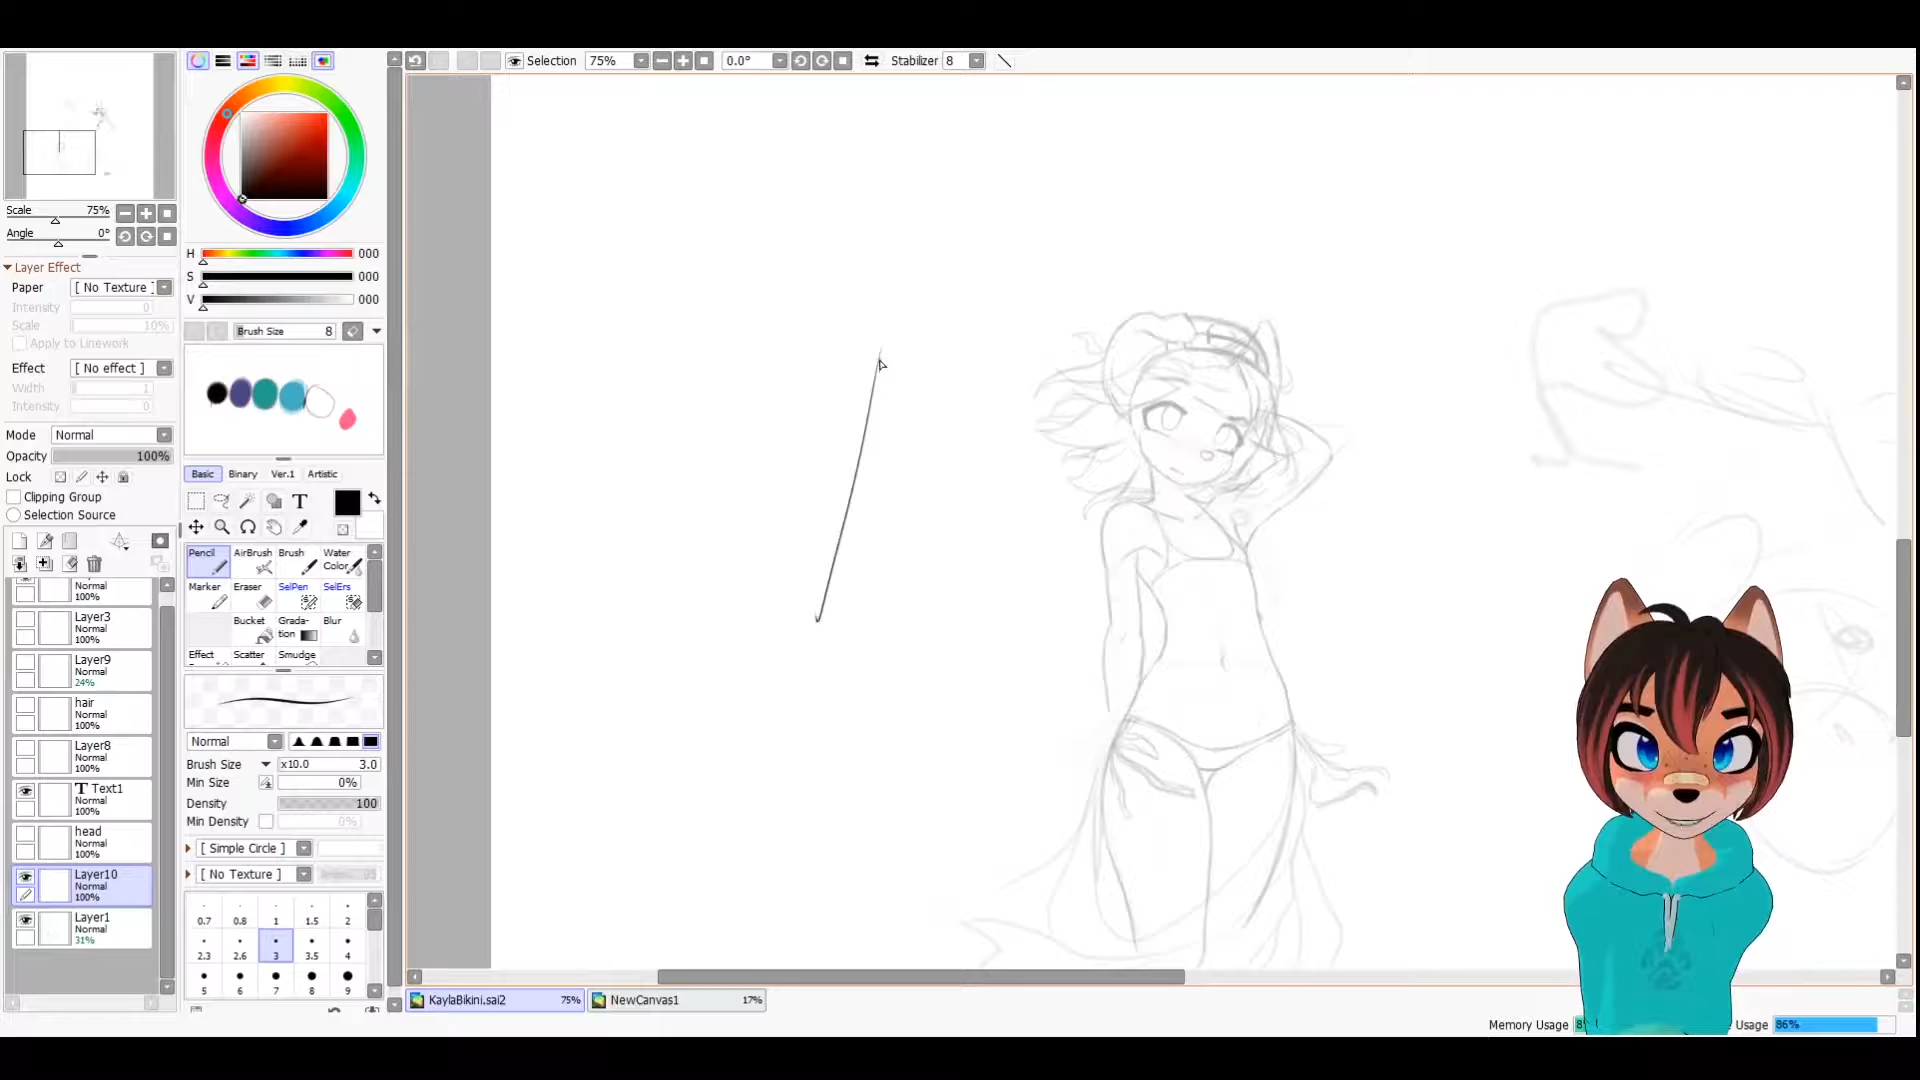 Selection 75% 0.0° Stabilizer 8
Scale 75%
Angle 0°
Layer Effect
Paper [ No Texture ]
Intensity 0
Scale 10%
Apply to Linework
Effect [ No effect ]
Width 1
Intensity 0
Mode Normal
Opacity 100%
Lock
Clipping Group
Selection Source
Normal
100%
Layer3
Normal
100%
Layer9
Normal
24%
hair
Normal
100%
Layer8
Normal
100%
T Text1
Normal
100%
head
Normal
100%
Layer10
Normal
100%
Layer1
Normal
31%
H 000
S 000
V 000
Brush Size 8
Basic Binary Ver.1 Artistic
T
Pencil AirBrush Brush Water
Color
Marker Eraser SelPen SelErs
Bucket Grada-
tion Blur
Effect Scatter Smudge
Normal
Brush Size x10.0 3.0
Min Size 0%
Density 100
Min Density 0%
[ Simple Circle ]
[ No Texture ]
0.7 0.8 1 1.5 2
2.3 2.6 3 3.5 4
5 6 7 8 9
KaylaBikini.sai2 75% NewCanvas1 17%
Memory Usage Usage 86%